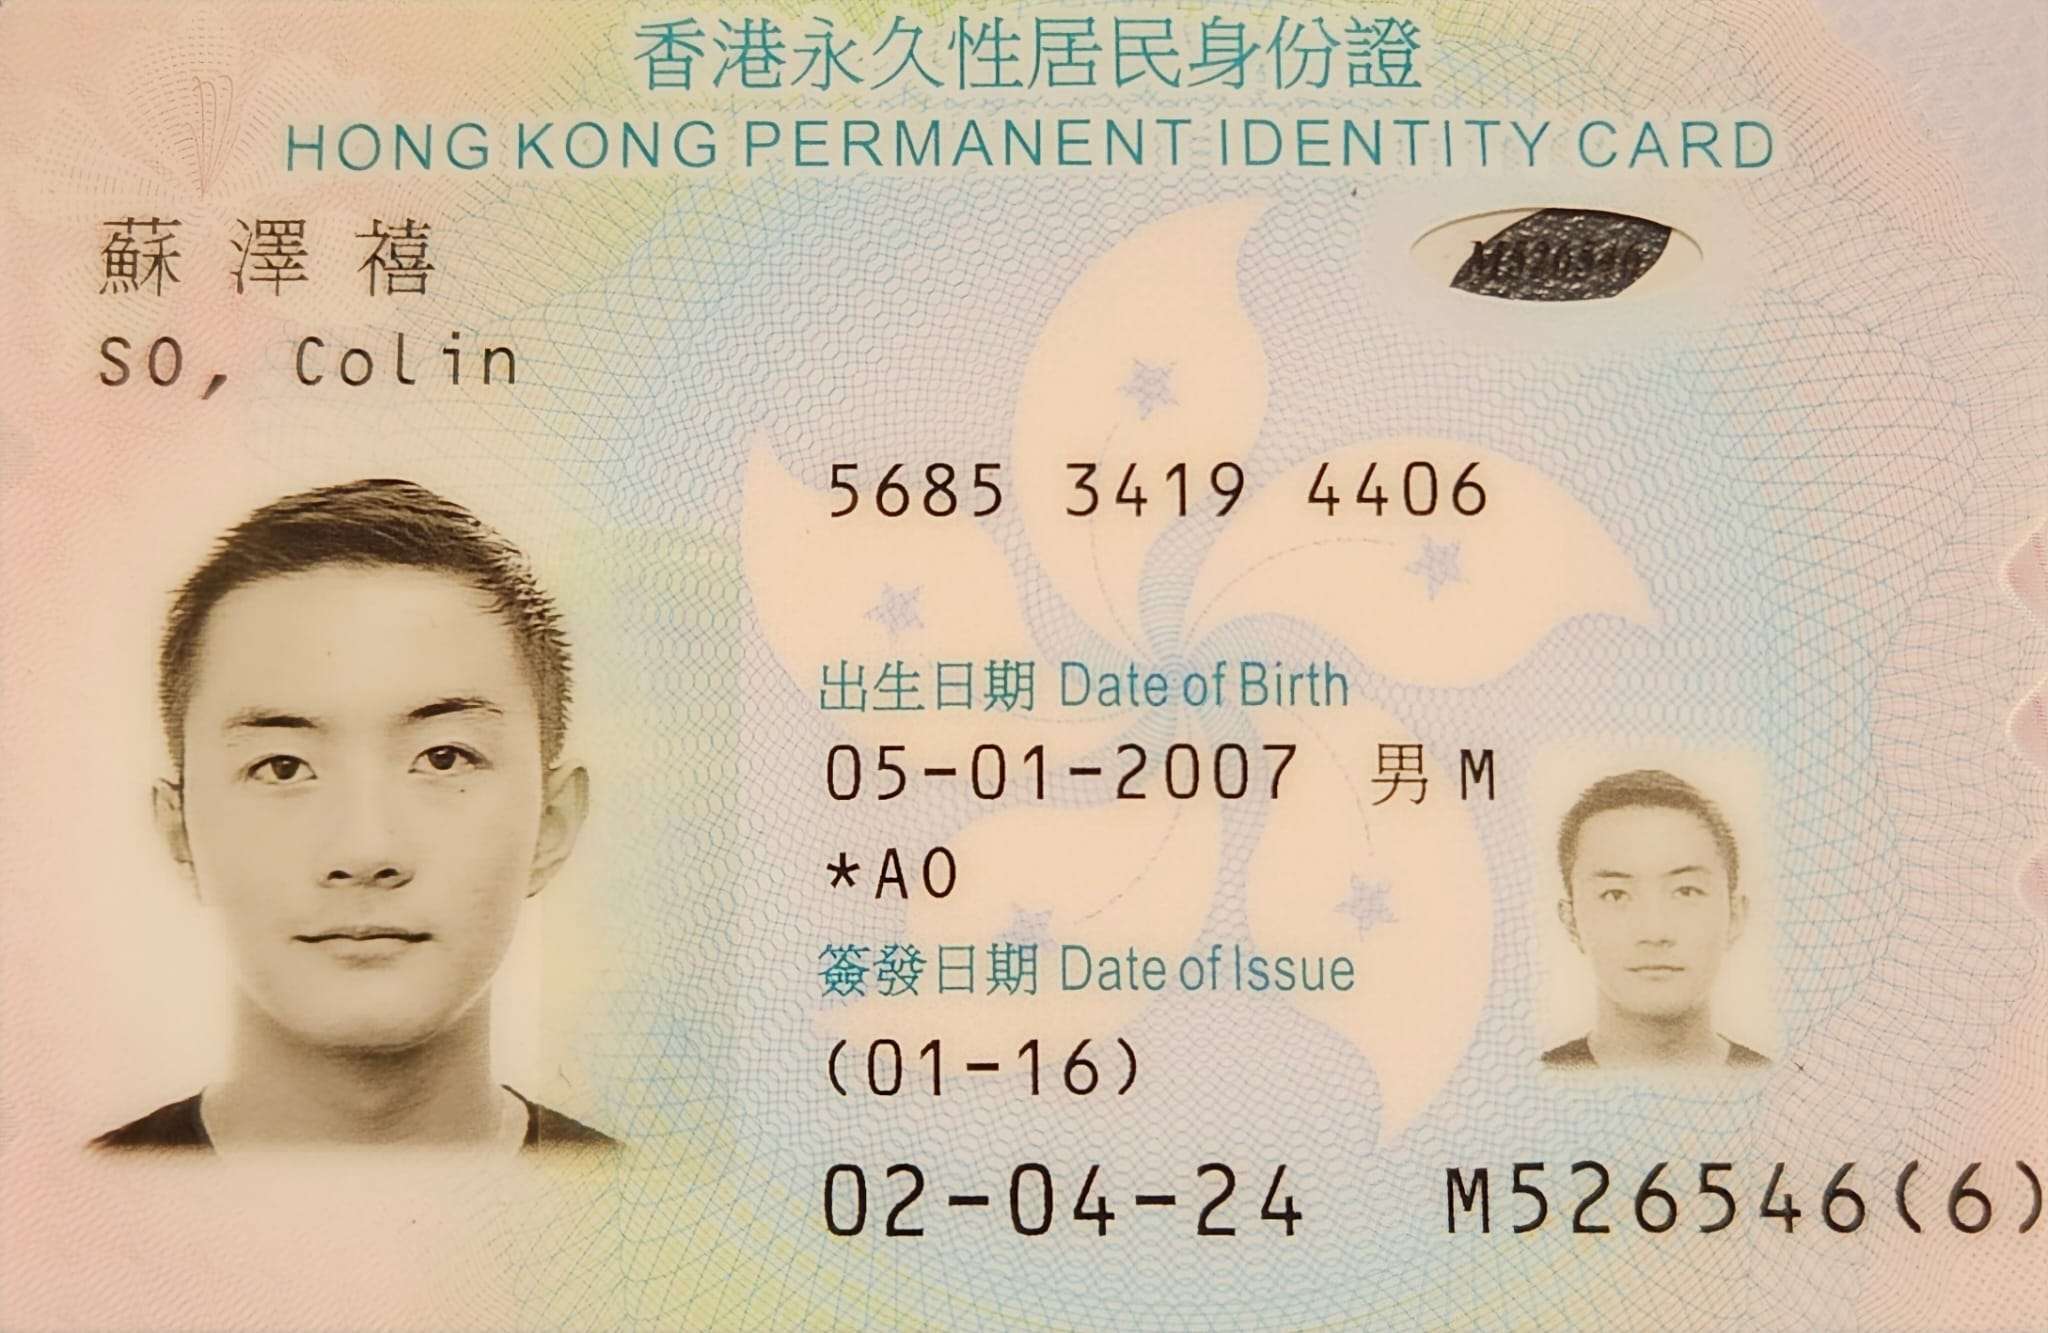 香港永久性居民身份證
HONG KONG PERMANENT IDENTITY CARD
蘇澤禧
SO, Colin
M526546
5685 3419 4406
出生日期 Date of Birth
05-01-2007 男 M
*AO
簽發日期 Date of Issue
(01-16)
02-04-24 M526546(6)